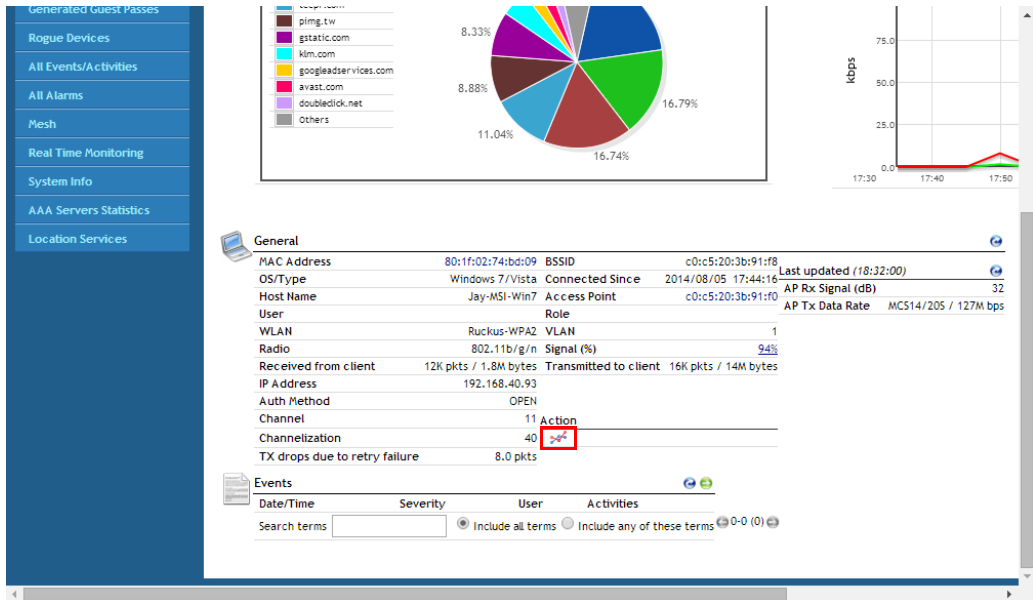 Generated Guest Passes
Rogue Devices
All Events/Activities
All Alarms
Mesh
Real Time Monitoring
System Info
AAA Servers Statistics
Location Services
pimg.tw
gstatic.com
klm.com
googleadservices.com
avast.com
doubleclick.net
Others
8.33%
8.88%
11.04%
16.74%
16.79%
kbps
75.0
50.0
25.0
0.0
17:30 17:40 17:50
General
MAC Address 80:1f:02:74:bd:09 BSSID c0:c5:20:3b:91:f8
OS/Type Windows 7/Vista Connected Since 2014/08/05 17:44:16
Host Name Jay-MSI-Win7 Access Point c0:c5:20:3b:91:f0
User Role
WLAN Ruckus-WPA2 VLAN 1
Radio 802.11b/g/n Signal (%) 94%
Received from client 12K pkts / 1.8M bytes Transmitted to client 16K pkts / 14M bytes
IP Address 192.168.40.93
Auth Method OPEN
Channel 11 Action
Channelization 40
TX drops due to retry failure 8.0 pkts
Last updated (18:32:00)
AP Rx Signal (dB) 32
AP Tx Data Rate MCS14/20S / 127M bps
Events
Date/Time Severity User Activities
Search terms Include all terms Include any of these terms 0-0 (0)